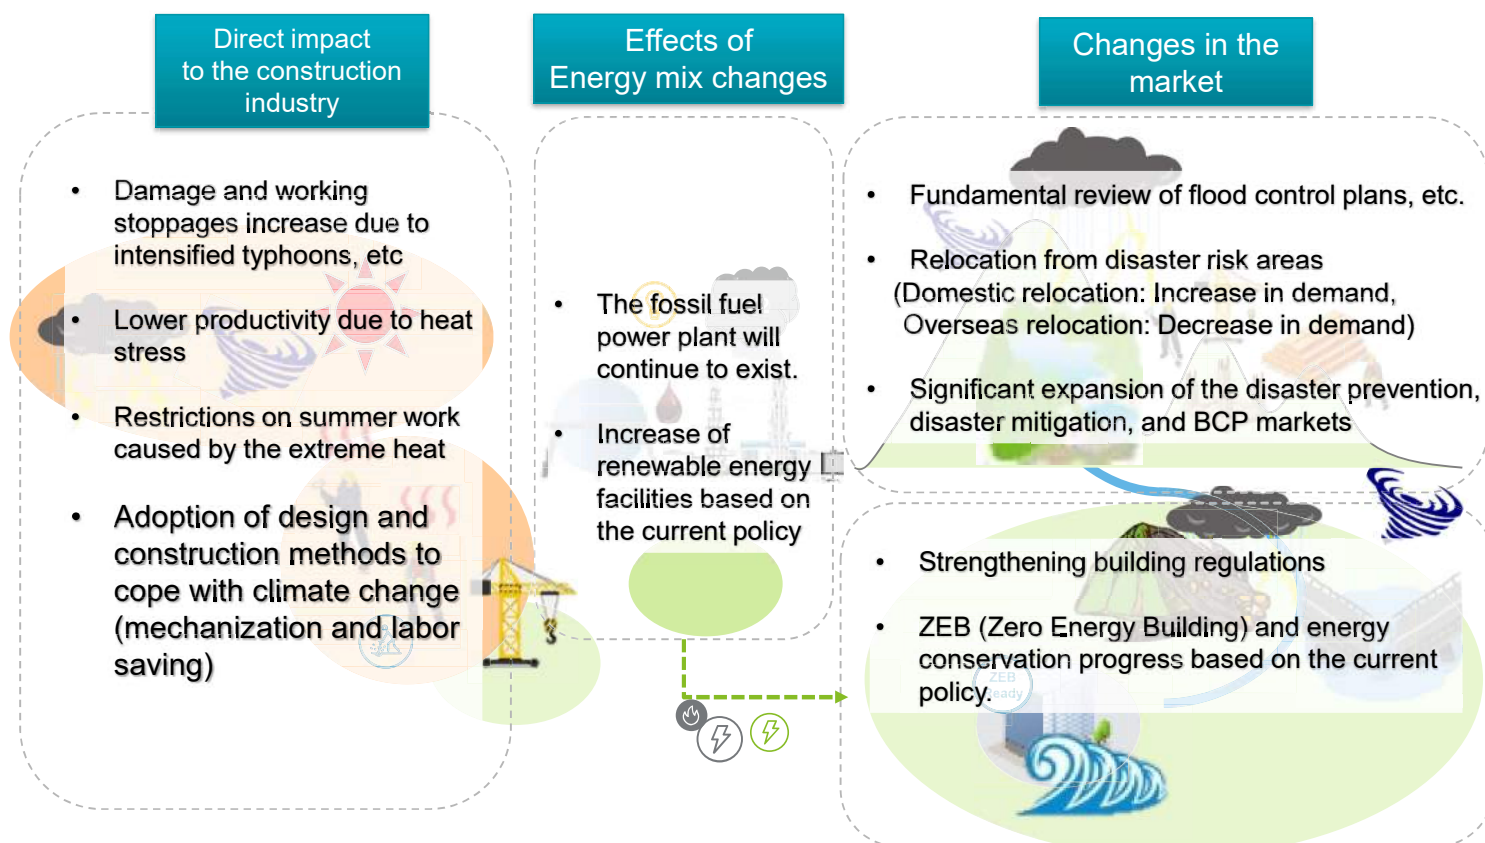 Direct impact
to the construction
industry
• Damage and working
stoppages increase due to
intensified typhoons, etc
• Lower productivity due to heat
stress
• Restrictions on summer work
caused by the extreme heat
• Adoption of design and
construction methods to
cope with climate change
(mechanization and labor
saving)
Effects of
Energy mix changes
• The fossil fuel
power plant will
continue to exist.
• Increase of
renewable energy
facilities based on
the current policy
Changes in the
market
• Fundamental review of flood control plans, etc.
• Relocation from disaster risk areas
(Domestic relocation: Increase in demand,
Overseas relocation: Decrease in demand)
• Significant expansion of the disaster prevention,
disaster mitigation, and BCP markets
• Strengthening building regulations
• ZEB (Zero Energy Building) and energy
conservation progress based on the current
policy.
ZEB
Ready